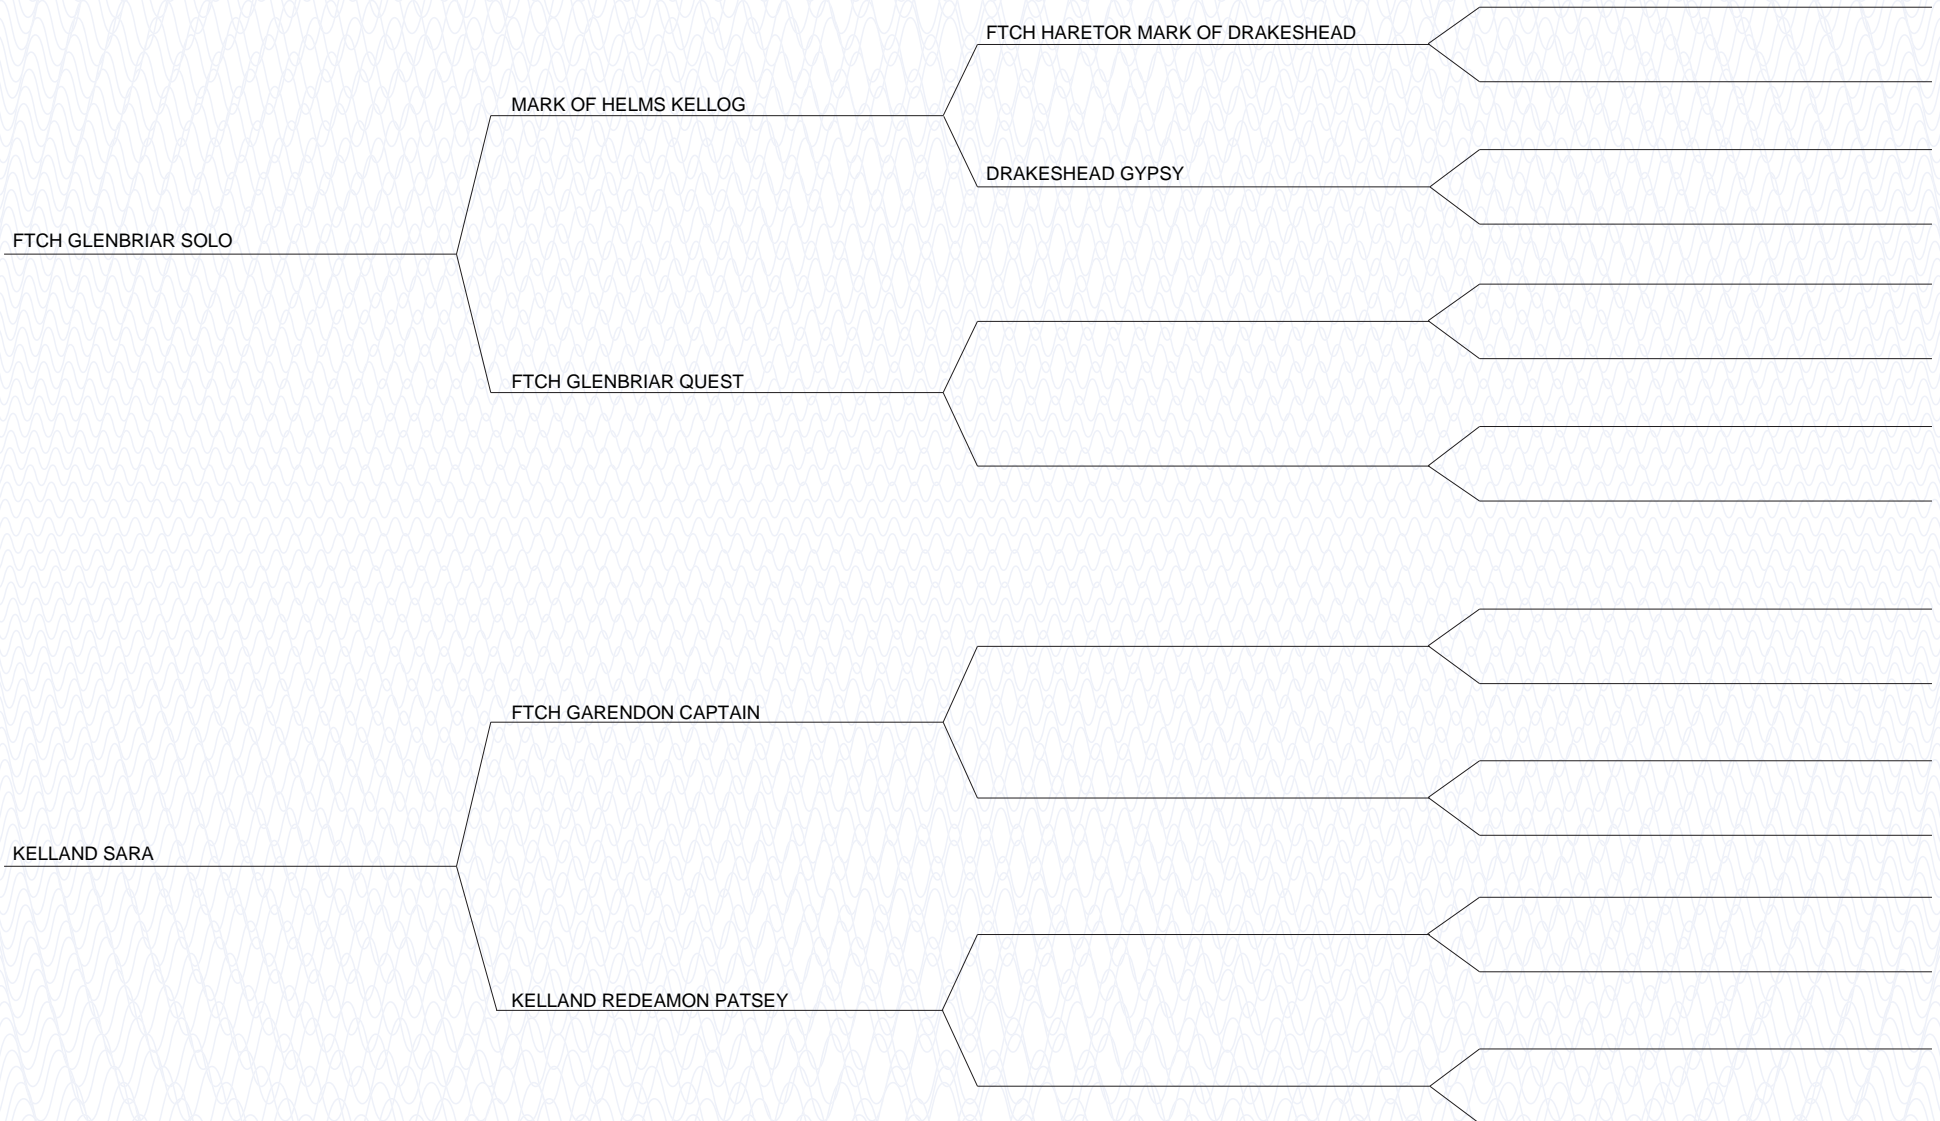 FTCH HARETOR MARK OF DRAKESHEAD
MARK OF HELMS KELLOG
DRAKESHEAD GYPSY
FTCH GLENBRIAR SOLO
FTCH GLENBRIAR QUEST
FTCH GARENDON CAPTAIN
KELLAND SARA
KELLAND REDEAMON PATSEY